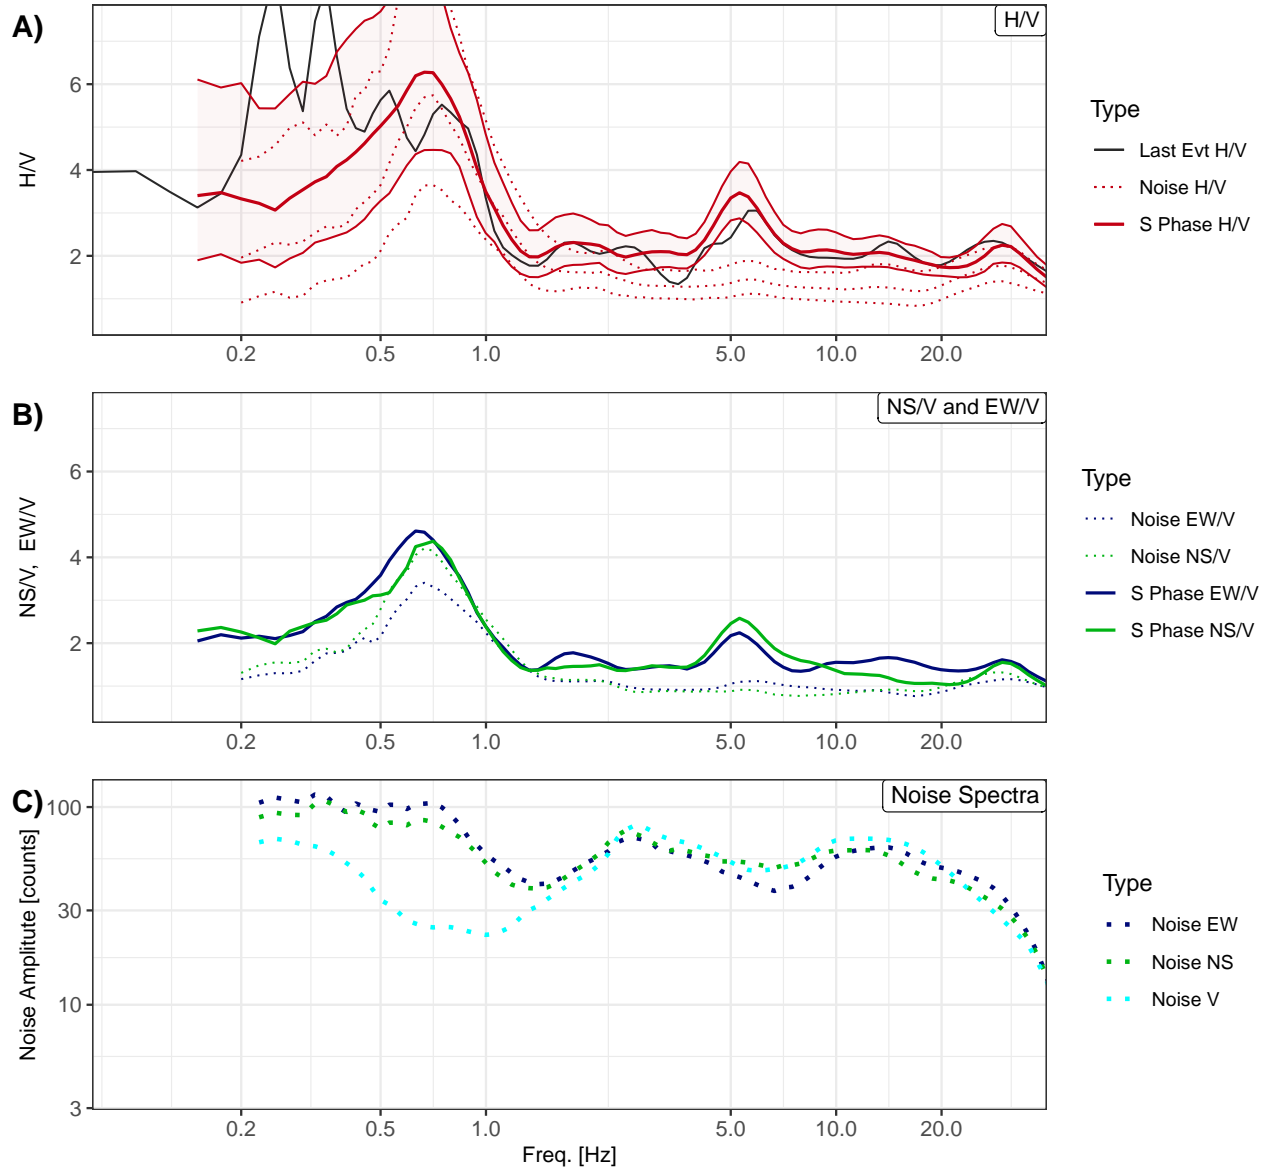 A)
H/V
6
4
2
H/V
0.2 0.5 1.0 5.0 10.0 20.0
Type
Last Evt H/V
Noise H/V
S Phase H/V
B)
NS/V and EW/V
6
4
2
NS/V, EW/V
0.2 0.5 1.0 5.0 10.0 20.0
Type
Noise EW/V
Noise NS/V
S Phase EW/V
S Phase NS/V
C)
Noise Spectra
100
30
10
3
Noise Amplitute [counts]
0.2 0.5 1.0 5.0 10.0 20.0
Freq. [Hz]
Type
Noise EW
Noise NS
Noise V